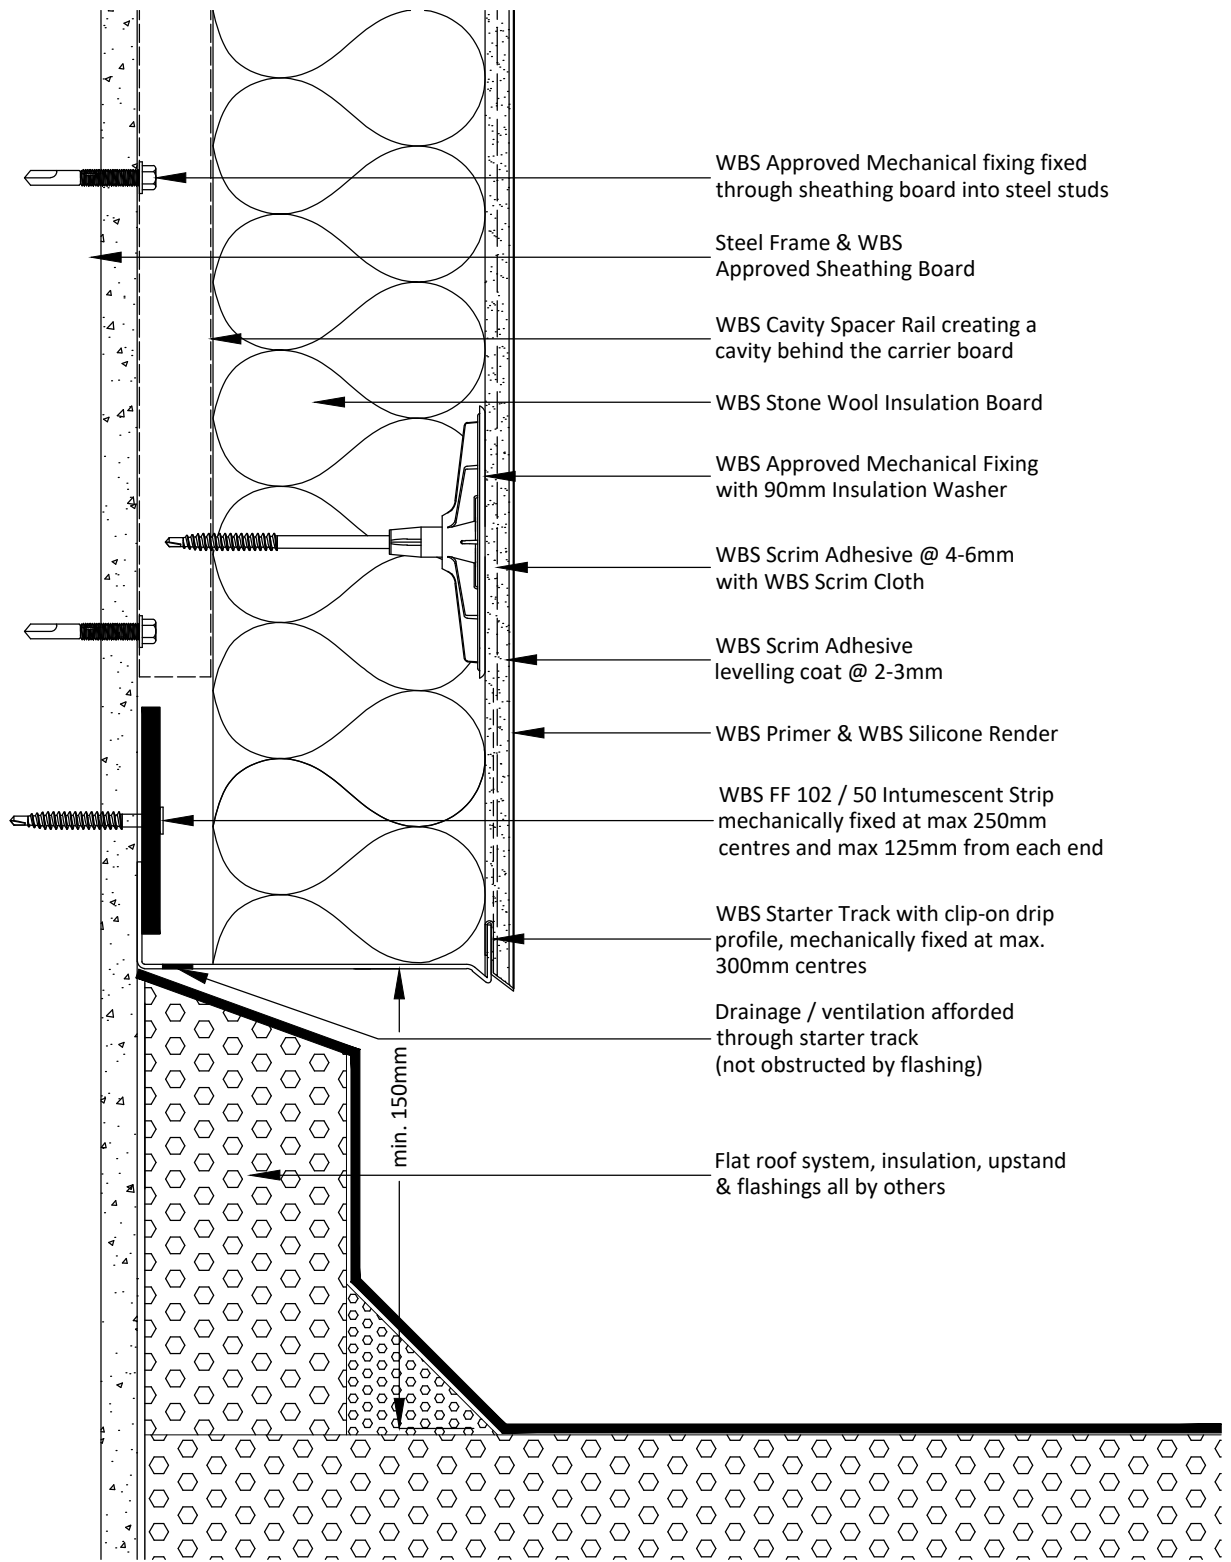 WBS Approved Mechanical fixing fixed
through sheathing board into steel studs
Steel Frame & WBS
Approved Sheathing Board
WBS Cavity Spacer Rail creating a
cavity behind the carrier board
WBS Stone Wool Insulation Board
WBS Approved Mechanical Fixing
with 90mm Insulation Washer
WBS Scrim Adhesive @ 4-6mm
with WBS Scrim Cloth
WBS Scrim Adhesive
levelling coat @ 2-3mm
WBS Primer & WBS Silicone Render
WBS FF 102 / 50 Intumescent Strip
mechanically fixed at max 250mm
centres and max 125mm from each end
WBS Starter Track with clip-on drip
profile, mechanically fixed at max.
300mm centres
Drainage / ventilation afforded
through starter track
(not obstructed by flashing)
min. 150mm
Flat roof system, insulation, upstand
& flashings all by others